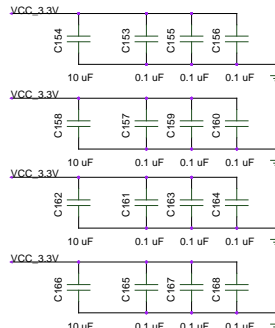 VCC_3.3V
C154 C153 C155 C156
10 uF 0.1 uF 0.1 uF 0.1 uF
VCC_3.3V
C158 C157 C159 C160
10 uF 0.1 uF 0.1 uF 0.1 uF
VCC_3.3V
C162 C161 C163 C164
10 uF 0.1 uF 0.1 uF 0.1 uF
VCC_3.3V
C166 C165 C167 C168
10 uF 0.1 uF 0.1 uF 0.1 uF